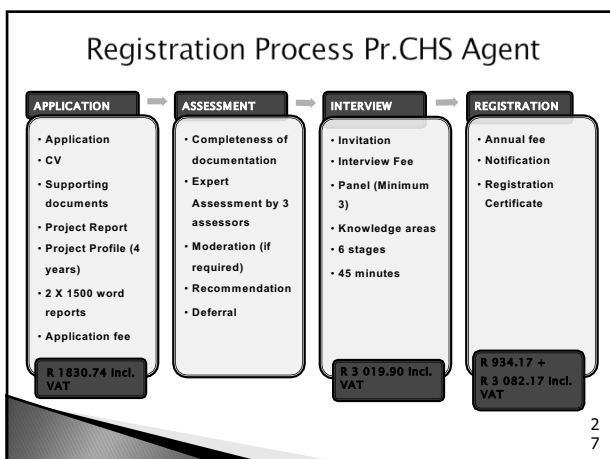 Registration Process Pr.CHS Agent
APPLICATION
• Application
• CV
• Supporting
documents
• Project Report
• Project Profile (4
years)
• 2 X 1500 word
reports
• Application fee
R 1830.74 Incl.
VAT
ASSESSMENT
• Completeness of
documentation
• Expert
Assessment by 3
assessors
• Moderation (if
required)
• Recommendation
• Deferral
INTERVIEW
• Invitation
• Interview Fee
• Panel (Minimum
3)
• Knowledge areas
• 6 stages
• 45 minutes
R 3 019.90 Incl.
VAT
REGISTRATION
• Annual fee
• Notification
• Registration
Certificate
R 934.17 +
R 3 082.17 Incl.
VAT
2
7